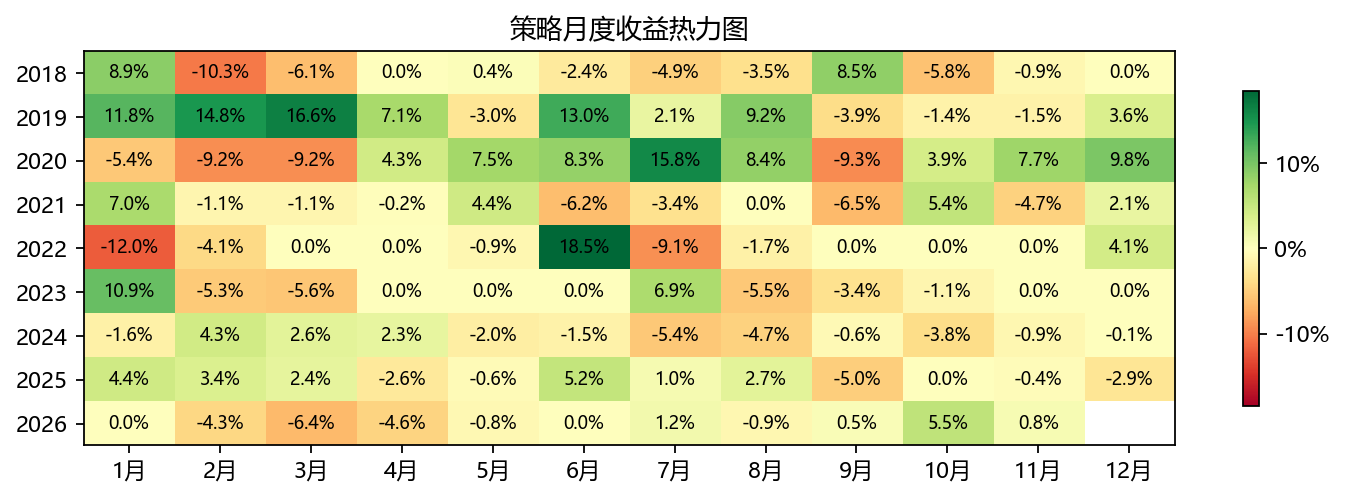 策略月度收益热力图
2018 8.9% -10.3% -6.1% 0.0% 0.4% -2.4% -4.9% -3.5% 8.5% -5.8% -0.9% 0.0%
2019 11.8% 14.8% 16.6% 7.1% -3.0% 13.0% 2.1% 9.2% -3.9% -1.4% -1.5% 3.6%
2020 -5.4% -9.2% -9.2% 4.3% 7.5% 8.3% 15.8% 8.4% -9.3% 3.9% 7.7% 9.8%
2021 7.0% -1.1% -1.1% -0.2% 4.4% -6.2% -3.4% 0.0% -6.5% 5.4% -4.7% 2.1%
2022 -12.0% -4.1% 0.0% 0.0% -0.9% 18.5% -9.1% -1.7% 0.0% 0.0% 0.0% 4.1%
2023 10.9% -5.3% -5.6% 0.0% 0.0% 0.0% 6.9% -5.5% -3.4% -1.1% 0.0% 0.0%
2024 -1.6% 4.3% 2.6% 2.3% -2.0% -1.5% -5.4% -4.7% -0.6% -3.8% -0.9% -0.1%
2025 4.4% 3.4% 2.4% -2.6% -0.6% 5.2% 1.0% 2.7% -5.0% 0.0% -0.4% -2.9%
2026 0.0% -4.3% -6.4% -4.6% -0.8% 0.0% 1.2% -0.9% 0.5% 5.5% 0.8%
1月 2月 3月 4月 5月 6月 7月 8月 9月 10月 11月 12月
10%
0%
-10%